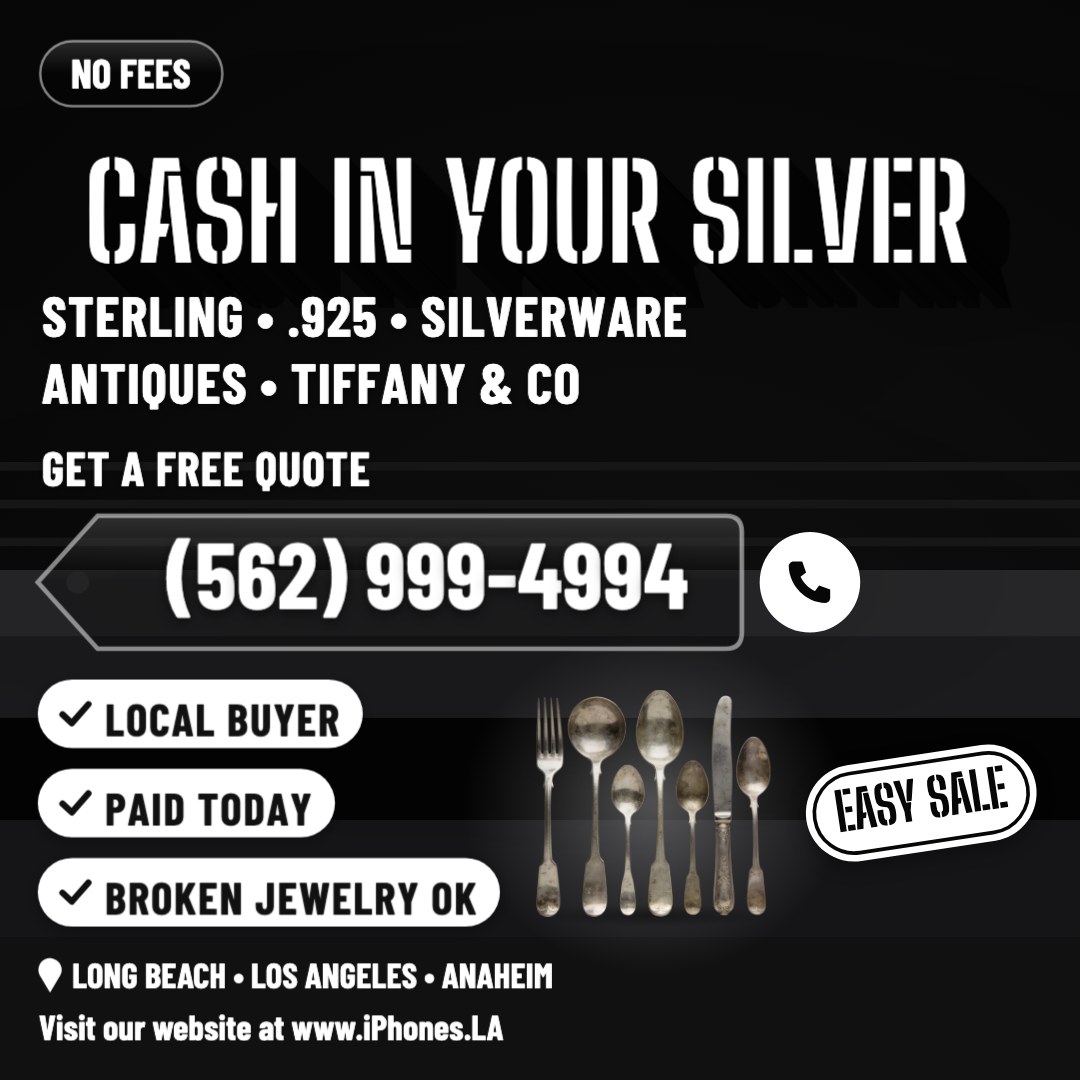 NO FEES
CASH IN YOUR SILVER
STERLING • .925 • SILVERWARE
ANTIQUES • TIFFANY & CO
GET A FREE QUOTE
(562) 999-4994
LOCAL BUYER
PAID TODAY
BROKEN JEWELRY OK
EASY SALE
LONG BEACH • LOS ANGELES • ANAHEIM
Visit our website at www.iPhones.LA